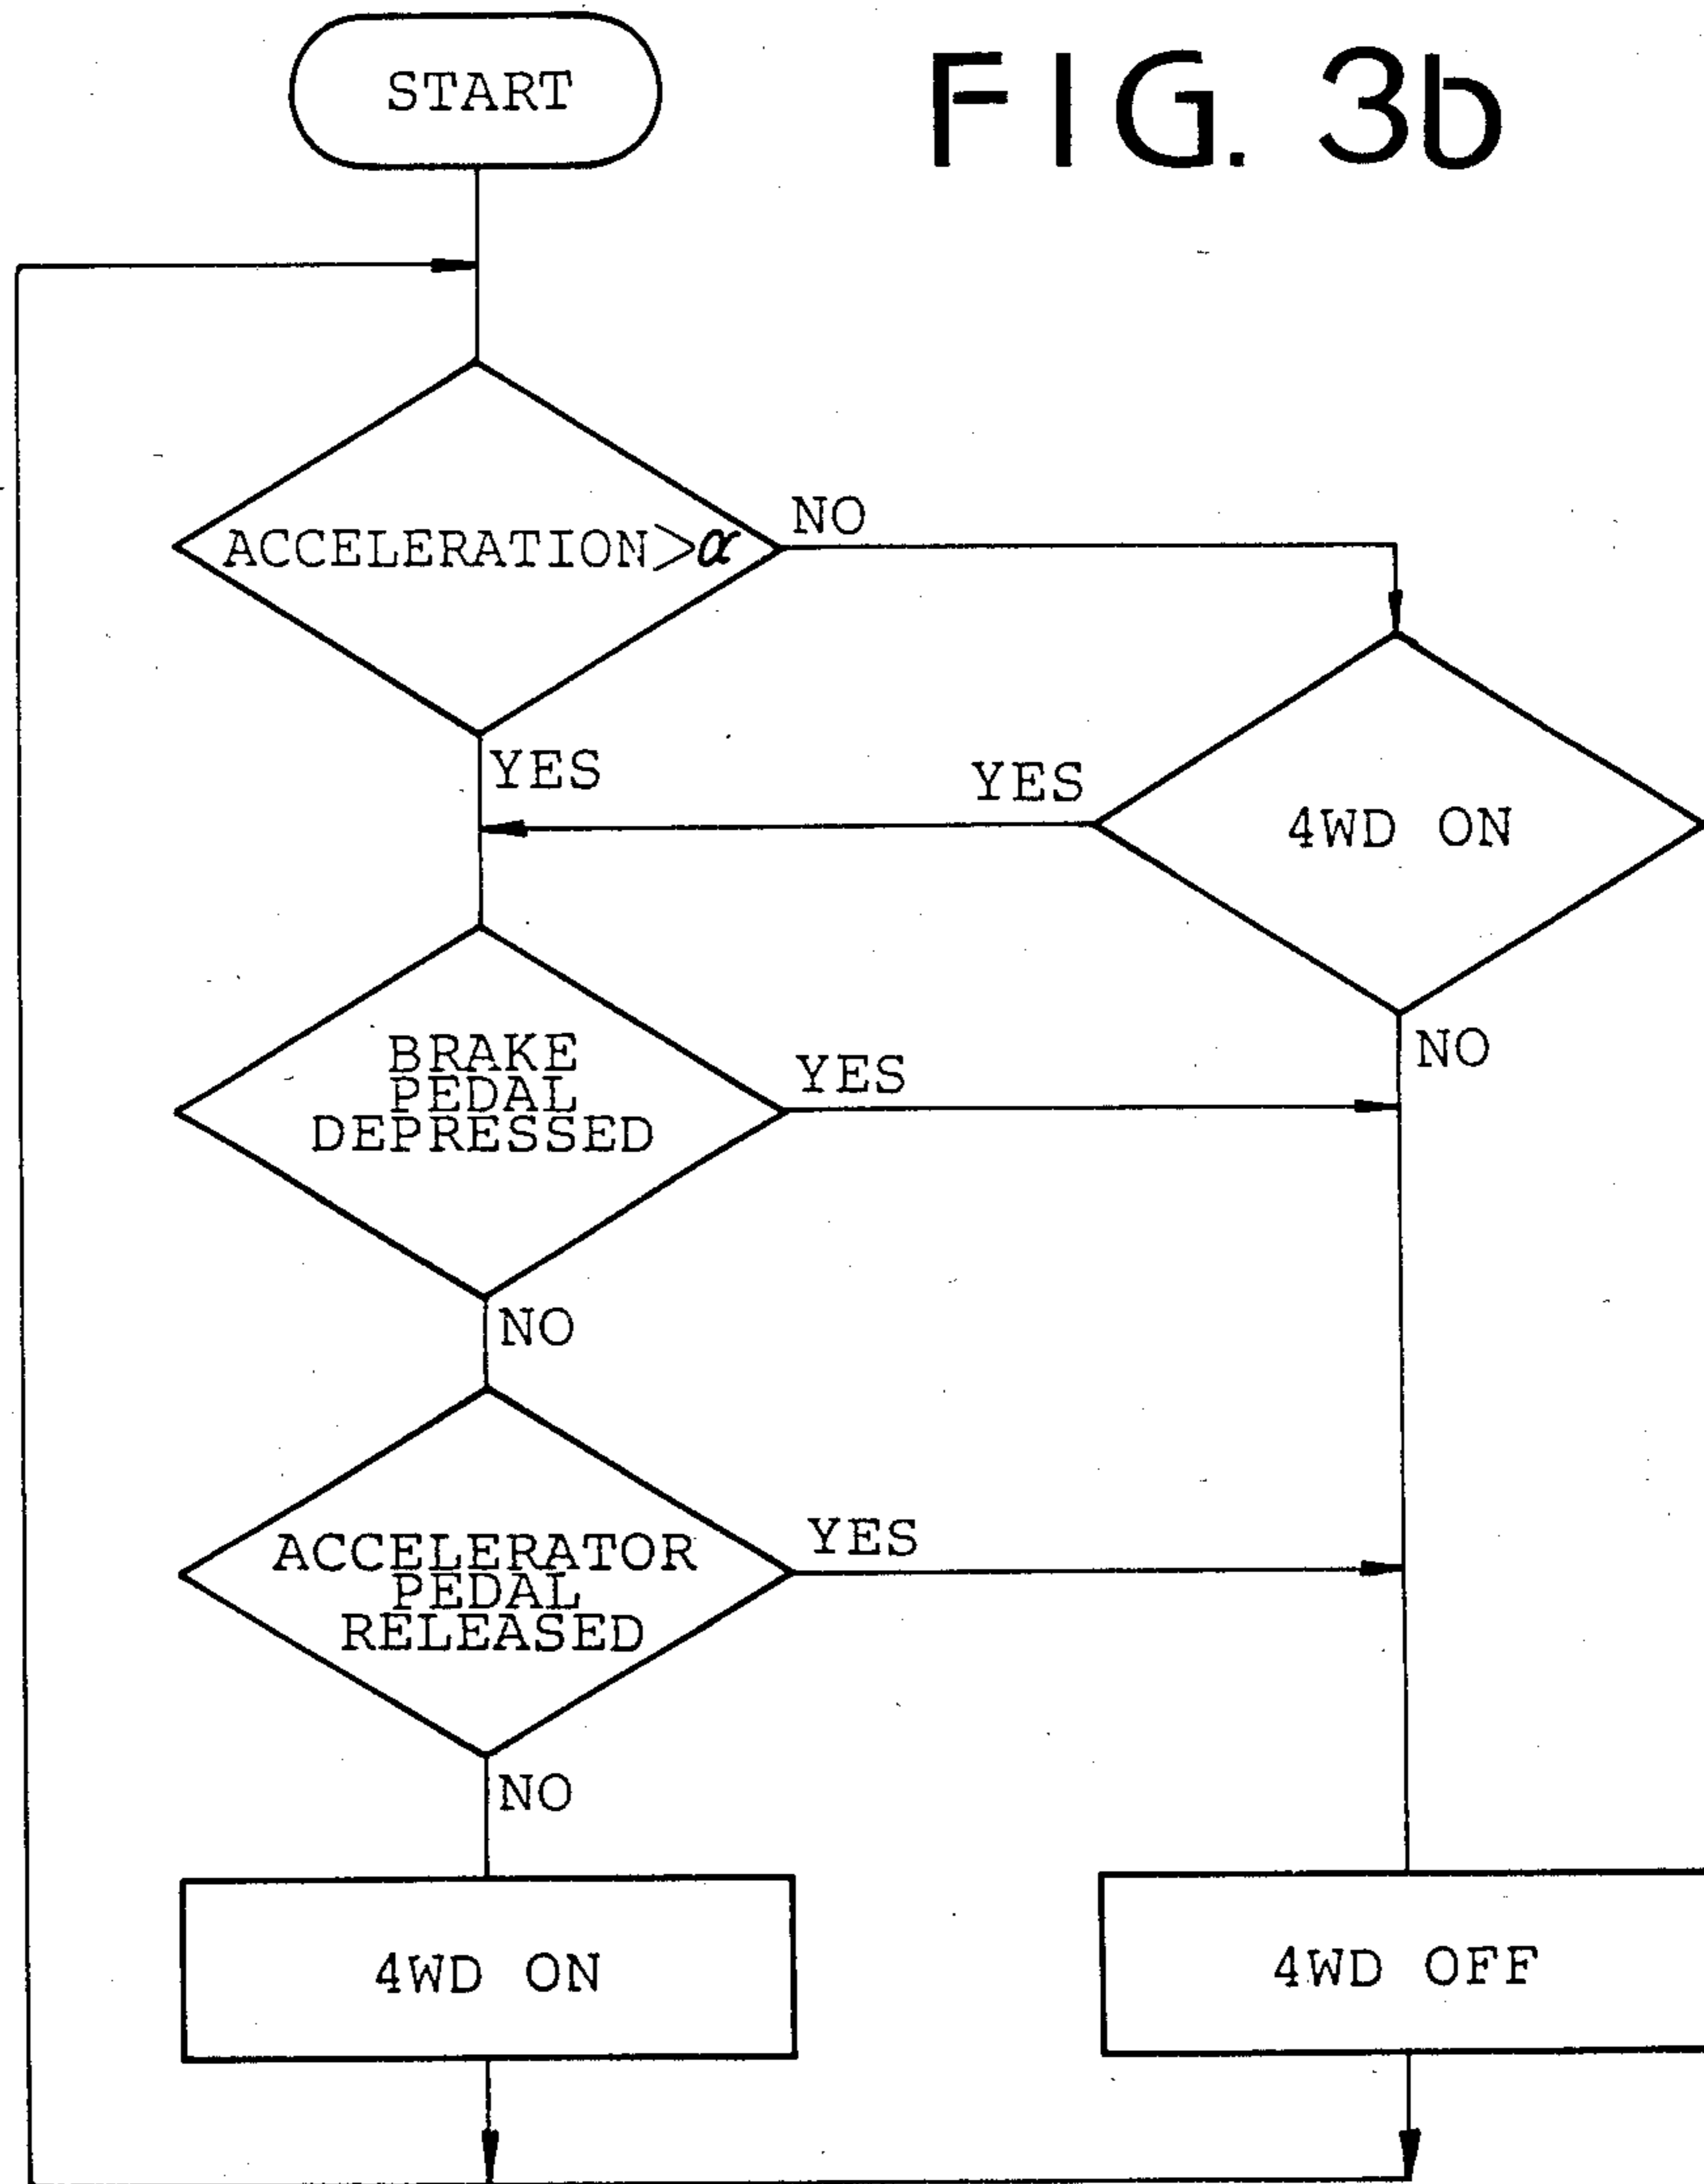 START
FIG. 3b
ACCELERATION>α
NO
YES
YES
4WD ON
NO
BRAKE
PEDAL
DEPRESSED
YES
NO
ACCELERATOR
PEDAL
RELEASED
YES
NO
4WD ON
4WD OFF